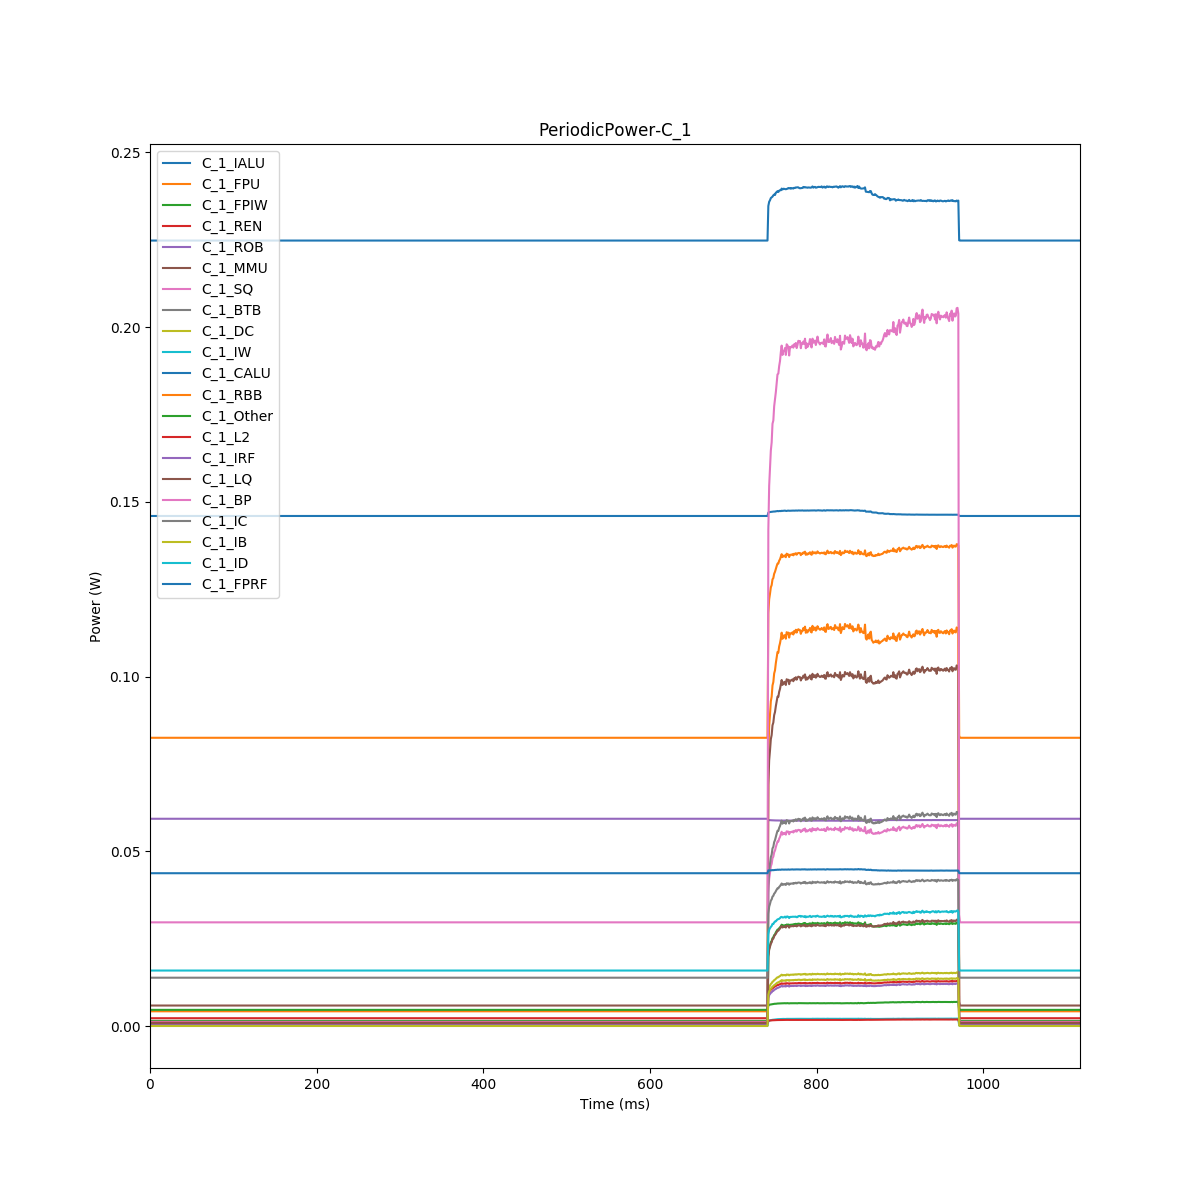 PeriodicPower-C_1
0.25
0.20
0.15
0.10
0.05
0.00
Power (W)
C_1_IALU
C_1_FPU
C_1_FPIW
C_1_REN
C_1_ROB
C_1_MMU
C_1_SQ
C_1_BTB
C_1_DC
C_1_IW
C_1_CALU
C_1_RBB
C_1_Other
C_1_L2
C_1_IRF
C_1_LQ
C_1_BP
C_1_IC
C_1_IB
C_1_ID
C_1_FPRF
0 200 400 600 800 1000
Time (ms)